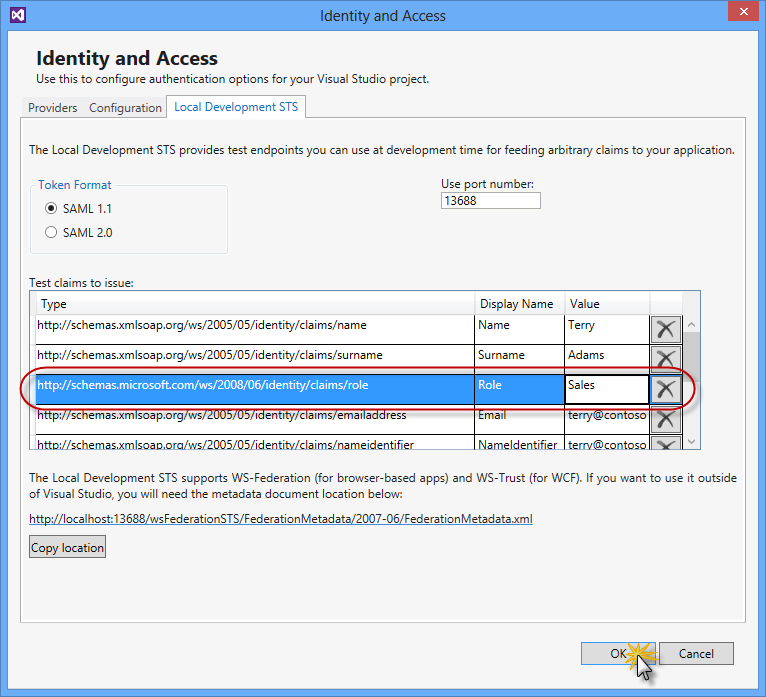 Identity and Access
Identity and Access
Use this to configure authentication options for your Visual Studio project.
Providers Configuration Local Development STS
The Local Development STS provides test endpoints you can use at development time for feeding arbitrary claims to your application.
Token Format
Use port number:
SAML 1.1
13688
SAML 2.0
Test claims to issue:
Type Display Name Value
http://schemas.xmlsoap.org/ws/2005/05/identity/claims/name Name Terry
http://schemas.xmlsoap.org/ws/2005/05/identity/claims/surname Surname Adams
http://schemas.microsoft.com/ws/2008/06/identity/claims/role Role Sales
http://schemas.xmlsoap.org/ws/2005/05/identity/claims/emailaddress Email terry@contoso
http://schemas.xmlsoap.org/ws/2005/05/identity/claims/nameidentifier NameIdentifier terry@contoso
The Local Development STS supports WS-Federation (for browser-based apps) and WS-Trust (for WCF). If you want to use it outside
of Visual Studio, you will need the metadata document location below:
http://localhost:13688/wsFederationSTS/FederationMetadata/2007-06/FederationMetadata.xml
Copy location
OK Cancel